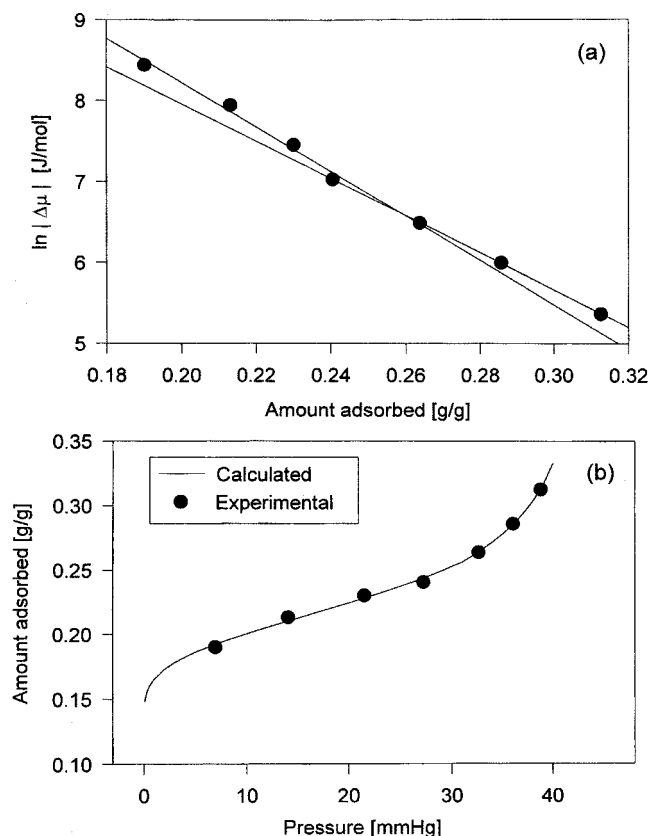 (a)
ln | Δμ | [J/mol]
9
8
7
6
5
0.18 0.20 0.22 0.24 0.26 0.28 0.30 0.32
Amount adsorbed [g/g]
(b)
Calculated
Experimental
Amount adsorbed [g/g]
0.35
0.30
0.25
0.20
0.15
0.10
0 10 20 30 40
Pressure [mmHg]